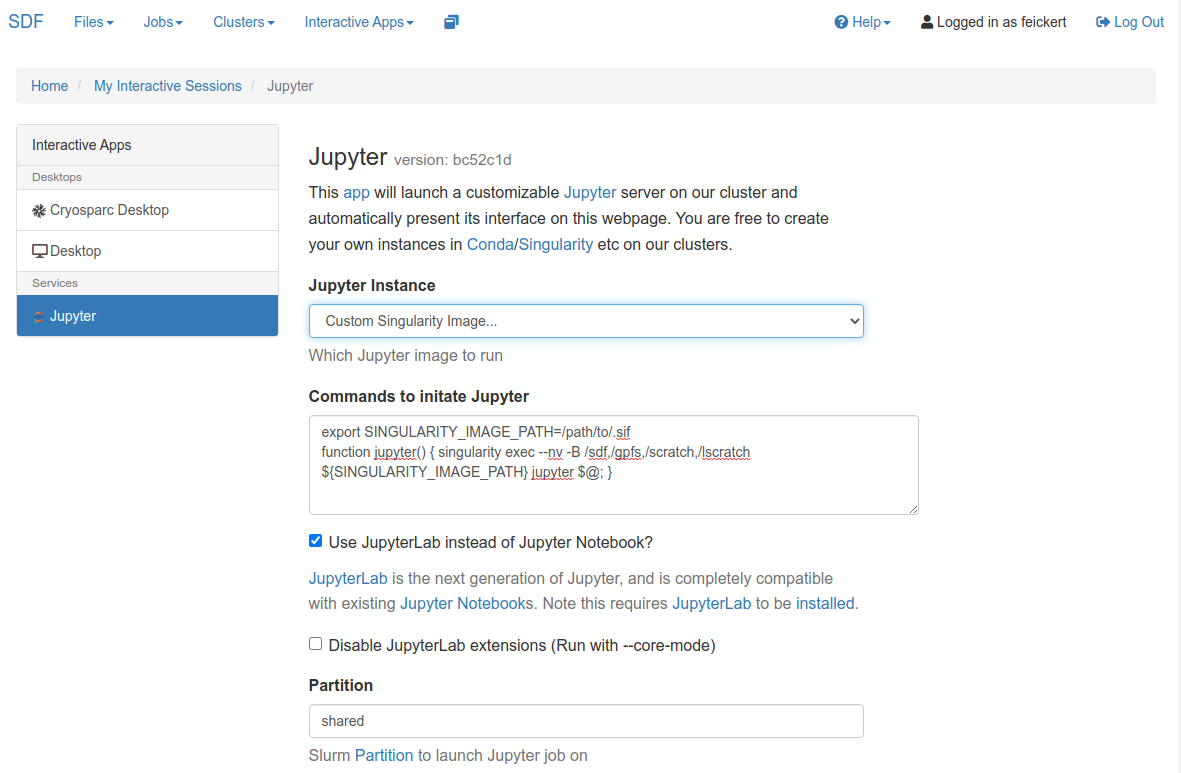 SDF Files Jobs Clusters Interactive Apps Help Logged in as feickert Log Out
Home / My Interactive Sessions / Jupyter
Interactive Apps
Desktops
Cryosparc Desktop
Desktop
Services
Jupyter
Jupyter version: bc52c1d
This app will launch a customizable Jupyter server on our cluster and
automatically present its interface on this webpage. You are free to create
your own instances in Conda/Singularity etc on our clusters.
Jupyter Instance
Custom Singularity Image...
Which Jupyter image to run
Commands to initate Jupyter
export SINGULARITY_IMAGE_PATH=/path/to/.sif
function jupyter() { singularity exec --nv -B /sdf,/gpfs,/scratch,/lscratch
${SINGULARITY_IMAGE_PATH} jupyter $@; }
Use JupyterLab instead of Jupyter Notebook?
JupyterLab is the next generation of Jupyter, and is completely compatible
with existing Jupyter Notebooks. Note this requires JupyterLab to be installed.
Disable JupyterLab extensions (Run with --core-mode)
Partition
shared
Slurm Partition to launch Jupyter job on